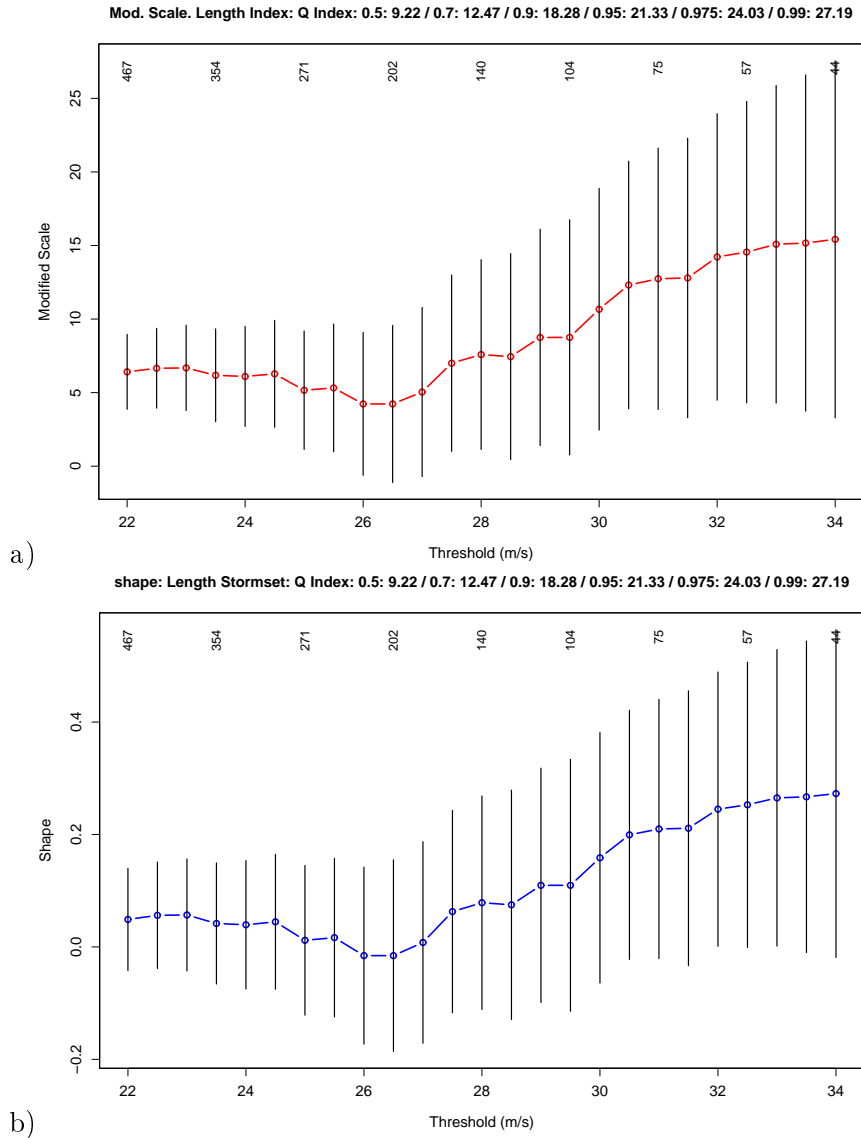 Mod. Scale. Length Index: Q Index: 0.5: 9.22 / 0.7: 12.47 / 0.9: 18.28 / 0.95: 21.33 / 0.975: 24.03 / 0.99: 27.19
467 354 271 202 140 104 75 57 44
25
20
15
10
5
0
Modified Scale
22 24 26 28 30 32 34
Threshold (m/s)
a)
shape: Length Stormset: Q Index: 0.5: 9.22 / 0.7: 12.47 / 0.9: 18.28 / 0.95: 21.33 / 0.975: 24.03 / 0.99: 27.19
467 354 271 202 140 104 75 57 44
0.4
0.2
0.0
−0.2
Shape
22 24 26 28 30 32 34
Threshold (m/s)
b)